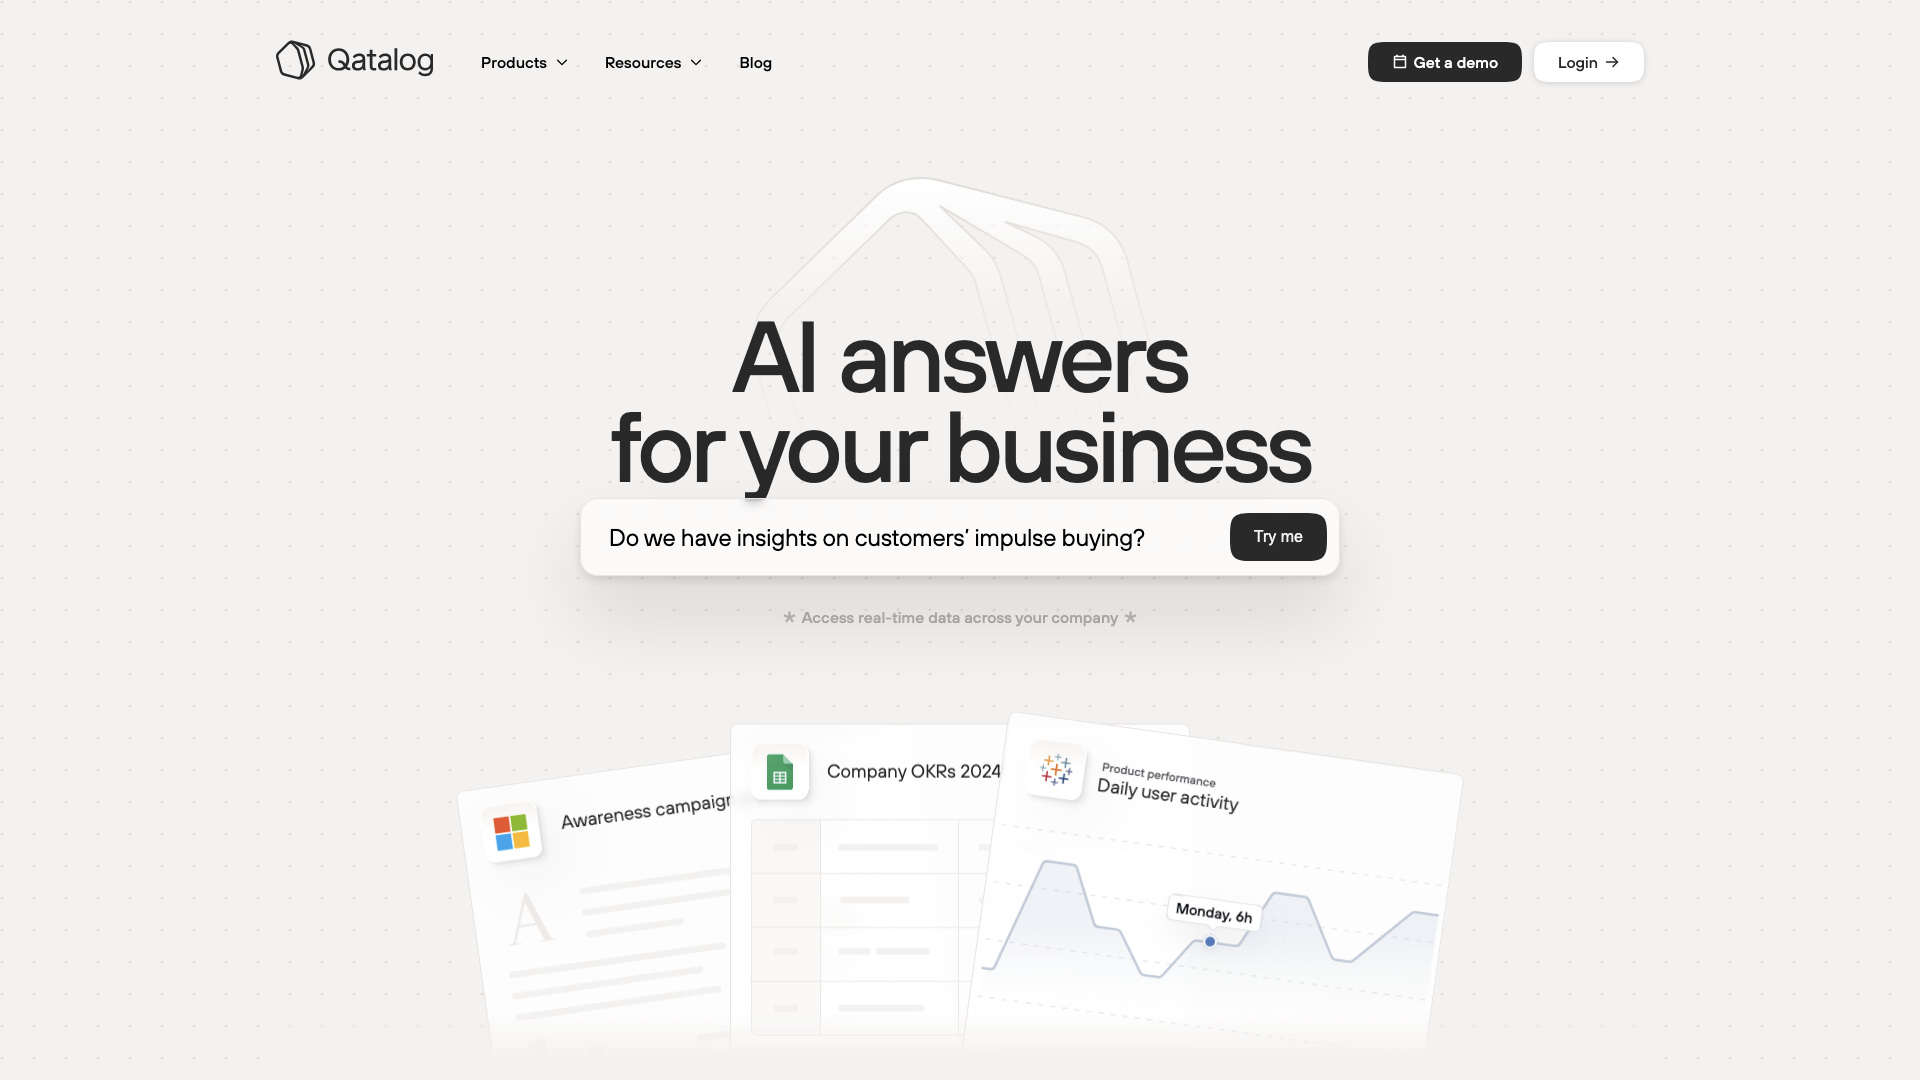 Qatalog
Products
Resources
Blog
Get a demo
Login
AI answers
for your business
Do we have insights on customers’ impulse buying?
Try me
* Access real-time data across your company *
Awareness campaign
Company OKRs 2024
Product performance
Daily user activity
A
Monday, 6h